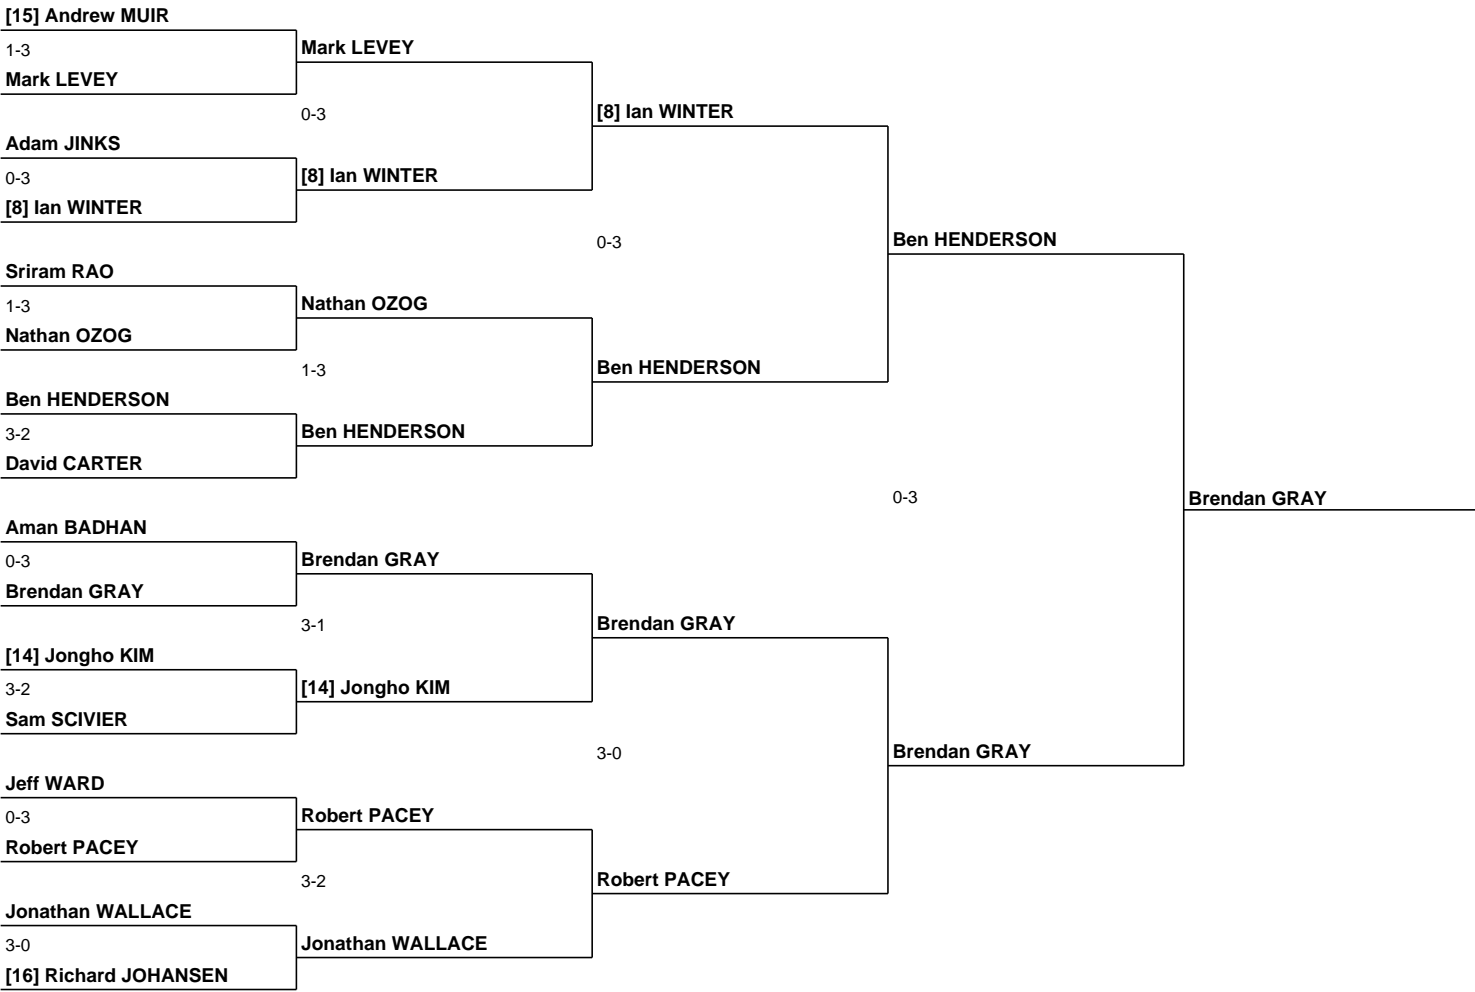 [15] Andrew MUIR
1-3
Mark LEVEY
Adam JINKS
0-3
[8] Ian WINTER
Sriram RAO
1-3
Nathan OZOG
Ben HENDERSON
3-2
David CARTER
Aman BADHAN
0-3
Brendan GRAY
[14] Jongho KIM
3-2
Sam SCIVIER
Jeff WARD
0-3
Robert PACEY
Jonathan WALLACE
3-0
[16] Richard JOHANSEN
Mark LEVEY
0-3
[8] Ian WINTER
Nathan OZOG
1-3
Ben HENDERSON
Brendan GRAY
3-1
[14] Jongho KIM
Robert PACEY
3-2
Jonathan WALLACE
[8] Ian WINTER
0-3
Ben HENDERSON
Brendan GRAY
3-0
Robert PACEY
Ben HENDERSON
0-3
Brendan GRAY
Brendan GRAY